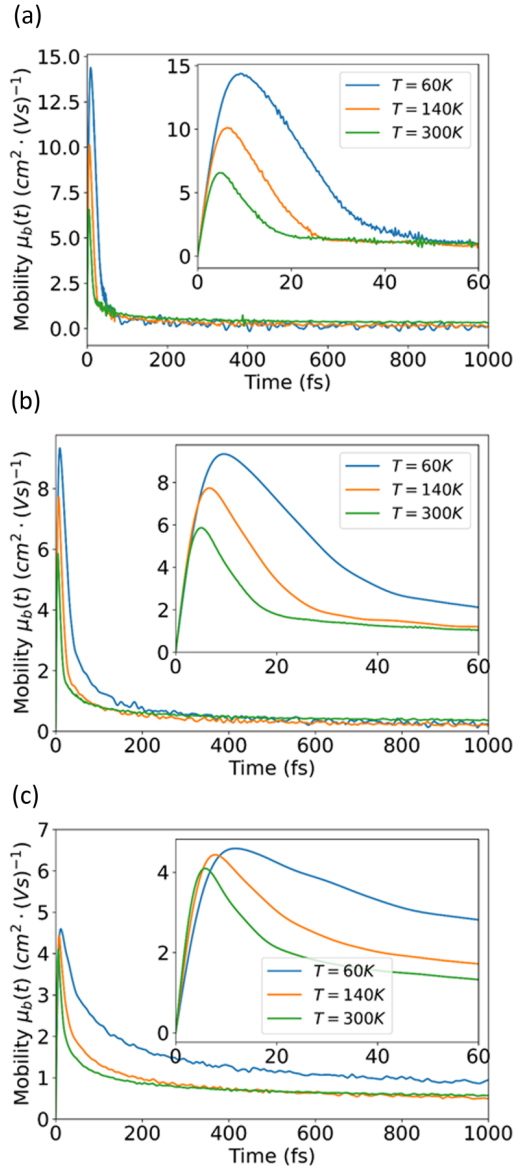 (a)
Mobility μ_b(t) (cm² · (Vs)⁻¹)
15.0
12.5
10.0
7.5
5.0
2.5
0.0
15
10
5
0
T = 60K
T = 140K
T = 300K
0 20 40 60
0 200 400 600 800 1000
Time (fs)
(b)
Mobility μ_b(t) (cm² · (Vs)⁻¹)
8
6
4
2
0
8
6
4
2
0
T = 60K
T = 140K
T = 300K
0 20 40 60
0 200 400 600 800 1000
Time (fs)
(c)
Mobility μ_b(t) (cm² · (Vs)⁻¹)
7
6
5
4
3
2
1
0
4
2
0
T = 60K
T = 140K
T = 300K
0 20 40 60
0 200 400 600 800 1000
Time (fs)